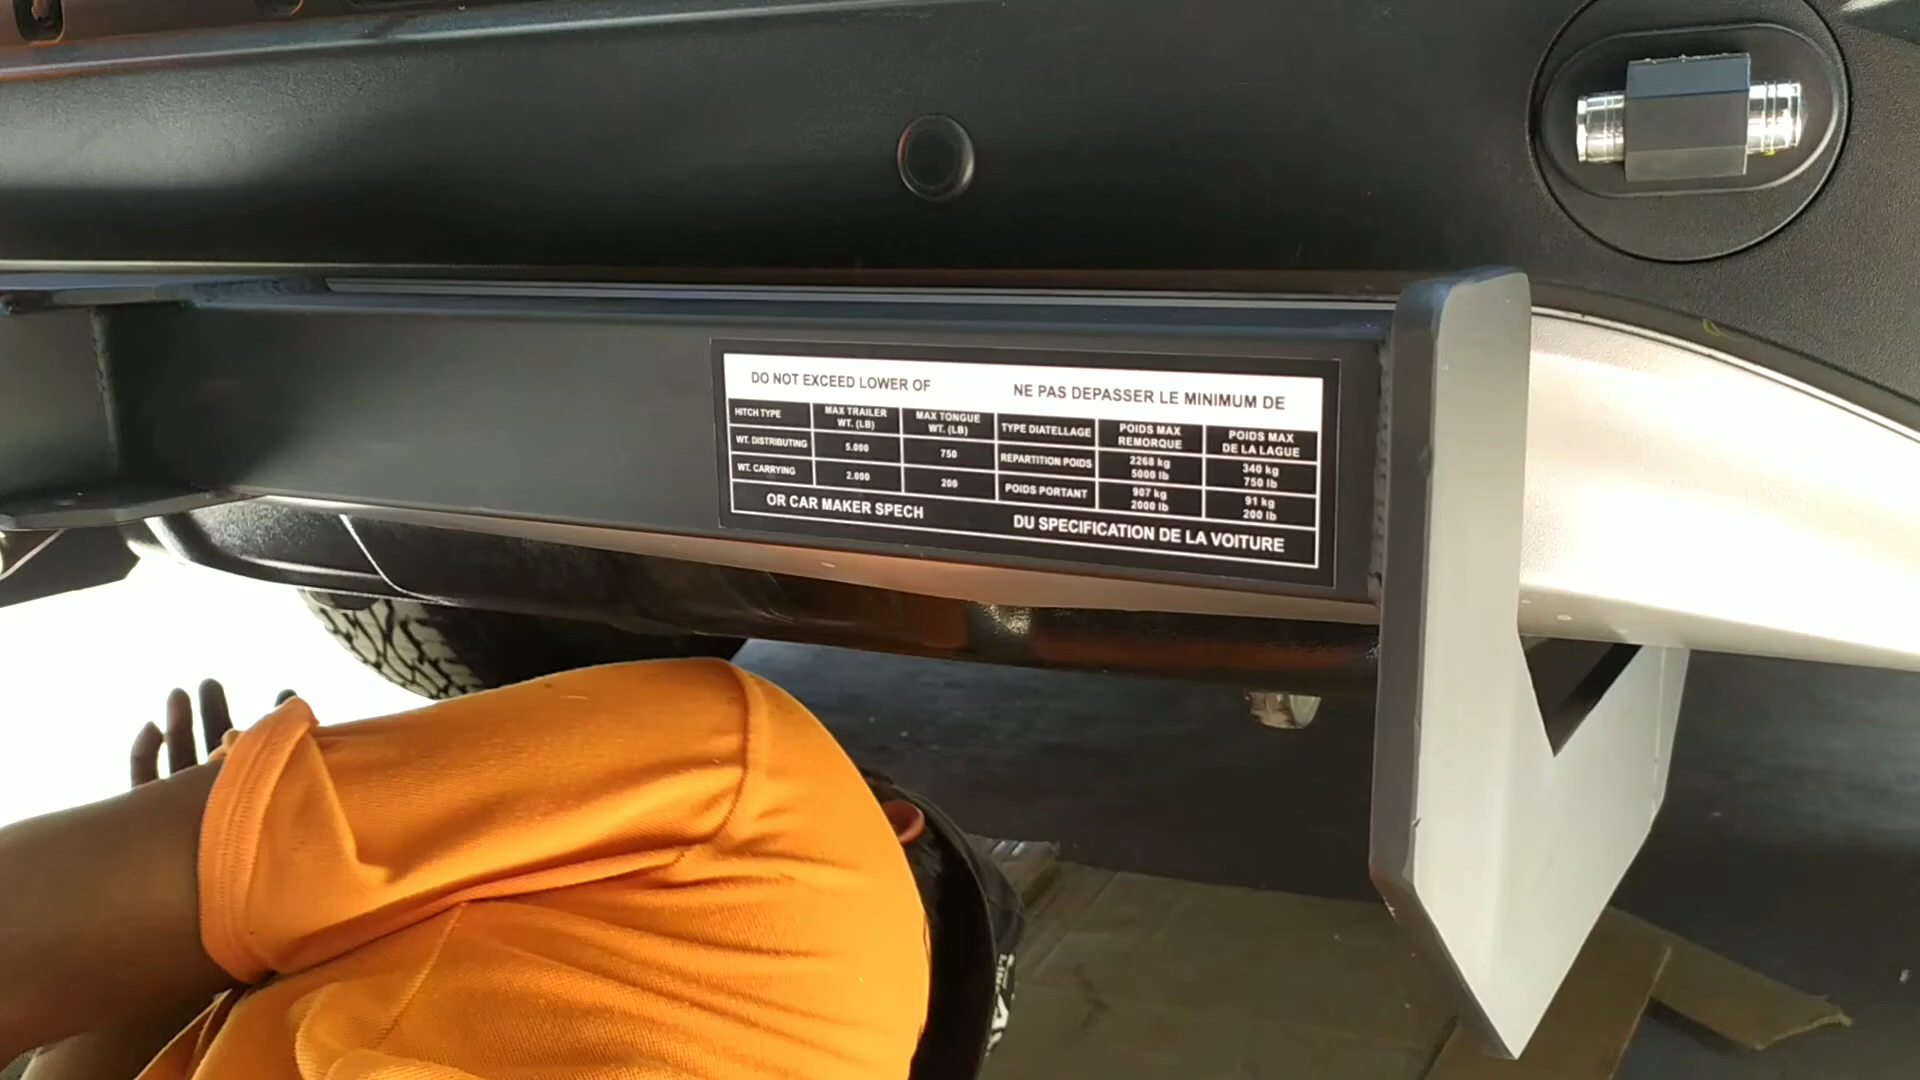 DO NOT EXCEED LOWER OF
NE PAS DEPASSER LE MINIMUM DE
HITCH TYPE
MAX TRAILER
WT. (LB)
MAX TONGUE
WT. (LB)
TYPE DIATELLAGE
POIDS MAX
REMORQUE
POIDS MAX
DE LA LAGUE
WT. DISTRIBUTING
5.000
750
REPARTITION POIDS
2268 kg
5000 lb
340 kg
750 lb
WT. CARRYING
2.000
200
POIDS PORTANT
907 kg
2000 lb
91 kg
200 lb
OR CAR MAKER SPECH
DU SPECIFICATION DE LA VOITURE